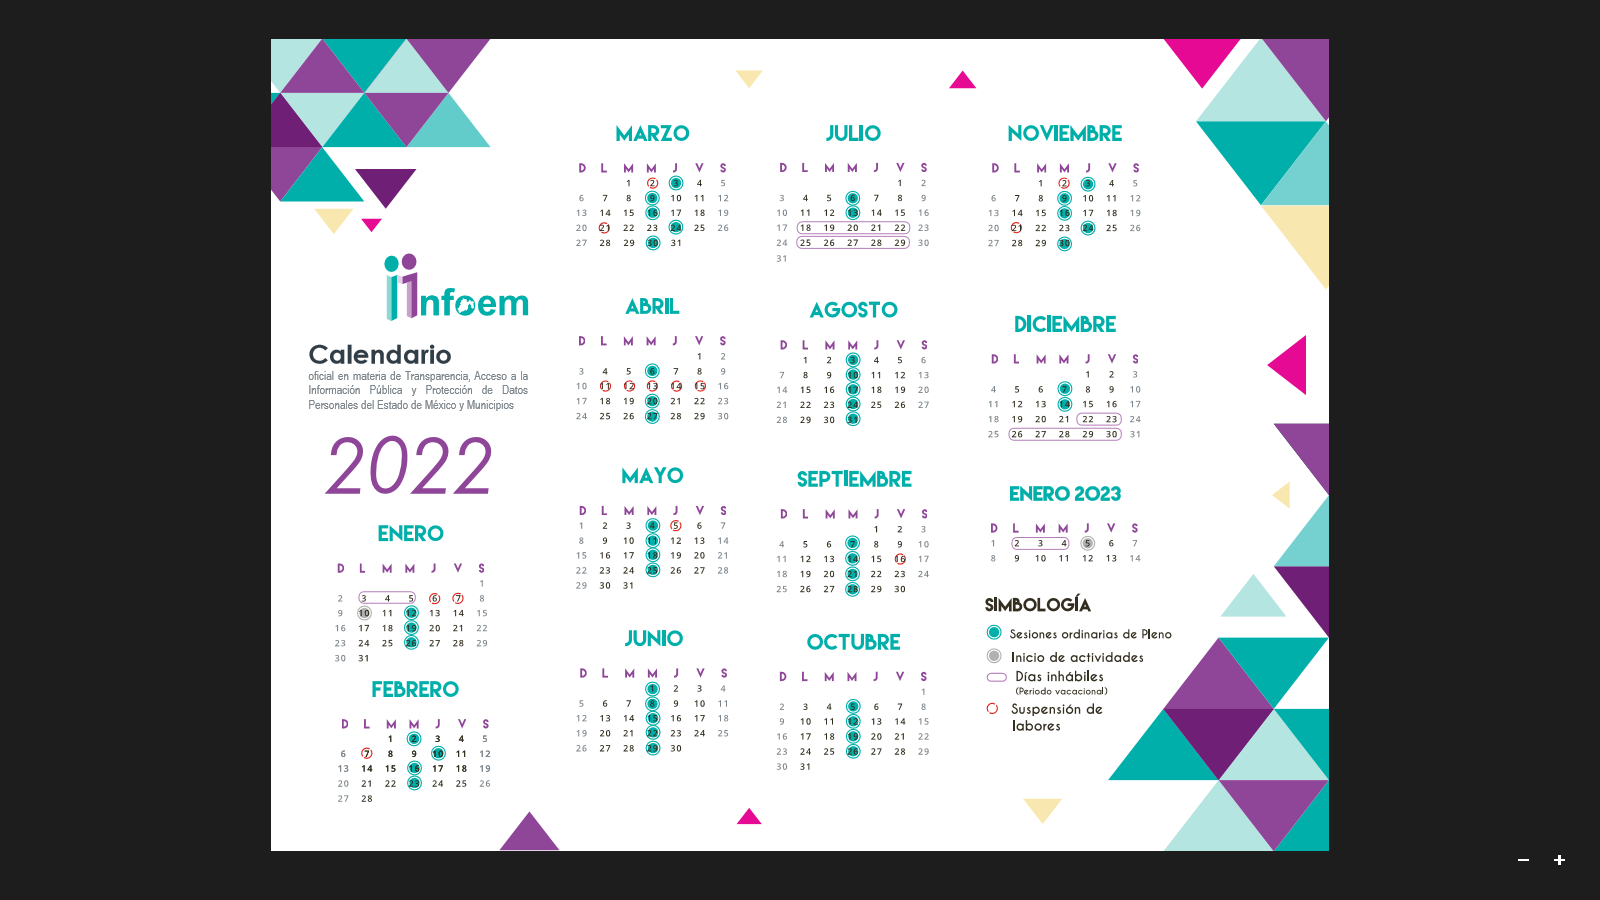 infoem
Calendario
oficial en materia de Transparencia, Acceso a la
Información Pública y Protección de Datos
Personales del Estado de México y Municipios
2022
ENERO
D L M M J V S
1
2 3 4 5 6 7 8
9 10 11 12 13 14 15
16 17 18 19 20 21 22
23 24 25 26 27 28 29
30 31
FEBRERO
D L M M J V S
1 2 3 4 5
6 7 8 9 10 11 12
13 14 15 16 17 18 19
20 21 22 23 24 25 26
27 28
MARZO
D L M M J V S
1 2 3 4 5
6 7 8 9 10 11 12
13 14 15 16 17 18 19
20 21 22 23 24 25 26
27 28 29 30 31
ABRIL
D L M M J V S
1 2
3 4 5 6 7 8 9
10 11 12 13 14 15 16
17 18 19 20 21 22 23
24 25 26 27 28 29 30
MAYO
D L M M J V S
1 2 3 4 5 6 7
8 9 10 11 12 13 14
15 16 17 18 19 20 21
22 23 24 25 26 27 28
29 30 31
JUNIO
D L M M J V S
1 2 3 4
5 6 7 8 9 10 11
12 13 14 15 16 17 18
19 20 21 22 23 24 25
26 27 28 29 30
JULIO
D L M M J V S
1 2
3 4 5 6 7 8 9
10 11 12 13 14 15 16
17 18 19 20 21 22 23
24 25 26 27 28 29 30
31
AGOSTO
D L M M J V S
1 2 3 4 5 6
7 8 9 10 11 12 13
14 15 16 17 18 19 20
21 22 23 24 25 26 27
28 29 30 31
SEPTIEMBRE
D L M M J V S
1 2 3
4 5 6 7 8 9 10
11 12 13 14 15 16 17
18 19 20 21 22 23 24
25 26 27 28 29 30
OCTUBRE
D L M M J V S
1
2 3 4 5 6 7 8
9 10 11 12 13 14 15
16 17 18 19 20 21 22
23 24 25 26 27 28 29
30 31
NOVIEMBRE
D L M M J V S
1 2 3 4 5
6 7 8 9 10 11 12
13 14 15 16 17 18 19
20 21 22 23 24 25 26
27 28 29 30
DICIEMBRE
D L M M J V S
1 2 3
4 5 6 7 8 9 10
11 12 13 14 15 16 17
18 19 20 21 22 23 24
25 26 27 28 29 30 31
ENERO 2023
D L M M J V S
1 2 3 4 5 6 7
8 9 10 11 12 13 14
SIMBOLOGÍA
Sesiones ordinarias de Pleno
Inicio de actividades
Días inhábiles
(Periodo vacacional)
Suspensión de
labores